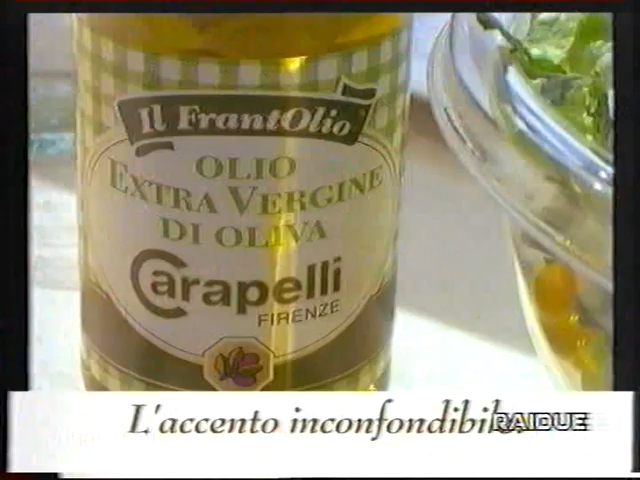 Il FrantOlio
OLIO
EXTRA VERGINE
DI OLIVA
Carapelli
FIRENZE
L'accento inconfondibile.
RAIDUE